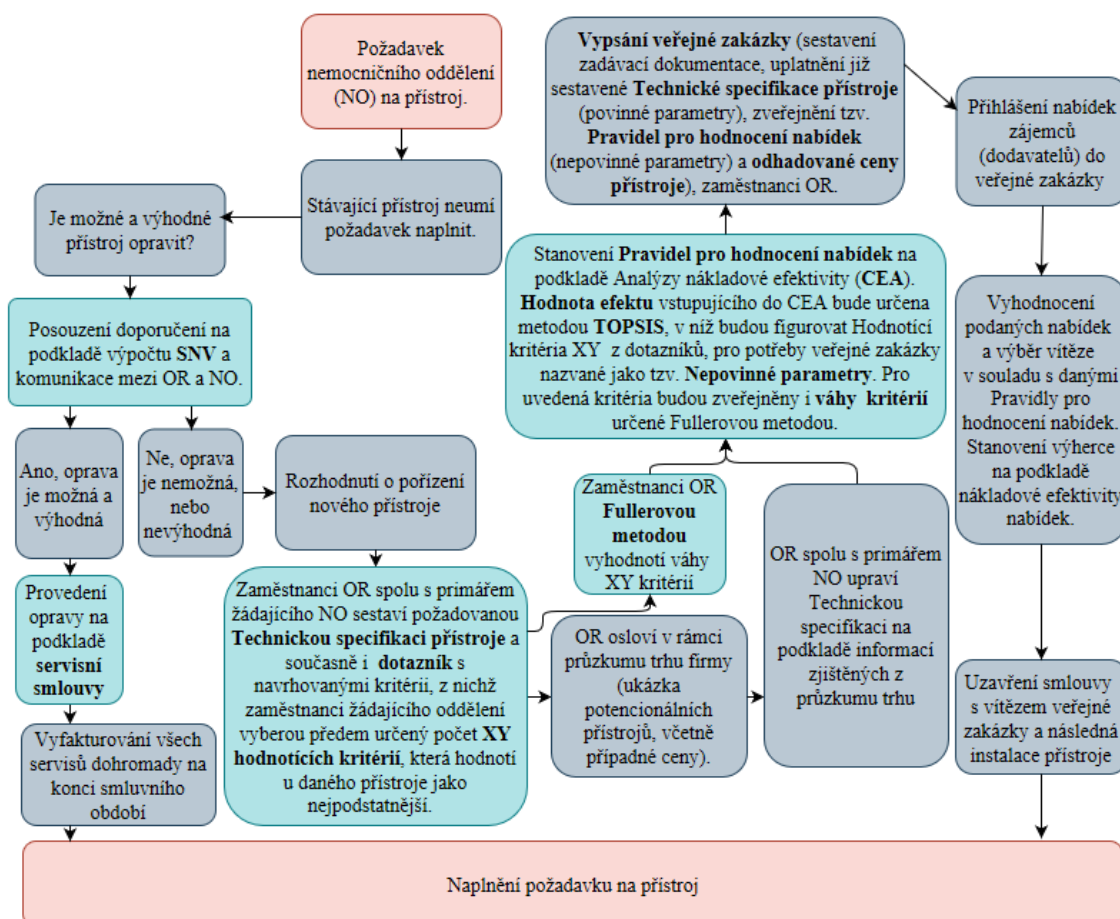 Požadavek
nemocničního oddělení
(NO) na přístroj.
Stávající přístroj neumí
požadavek naplnit.
Je možné a výhodné
přístroj opravit?
Posouzení doporučení na
podkladě výpočtu SNV a
komunikace mezi OR a NO.
Ano, oprava
je možná a
výhodná
Ne, oprava
je nemožná,
nebo
nevýhodná
Rozhodnutí o pořízení
nového přístroje
Provedení
opravy na
podkladě
servisní
smlouvy
Vyfakturování všech
servisů dohromady na
konci smluvního
období
Zaměstnanci OR spolu s primářem
žádajícího NO sestaví požadovanou
Technickou specifikaci přístroje a
současně i dotazník s
navrhovanými kritérii, z nichž
zaměstnanci žádajícího oddělení
vyberou předem určený počet XY
hodnotících kritérií, která hodnotí
u daného přístroje jako
nejpodstatnější.
Zaměstnanci OR
Fullerovou
metodou
vyhodnotí váhy
XY kritérií
OR osloví v rámci
průzkumu trhu firmy
(ukázka
potencionálních
přístrojů, včetně
případné ceny).
OR spolu s primářem
NO upraví
Technickou
specifikaci na
podkladě informací
zjištěných z
průzkumu trhu
Stanovení Pravidel pro hodnocení nabídek na
podkladě Analýzy nákladové efektivity (CEA).
Hodnota efektu vstupujícího do CEA bude určena
metodou TOPSIS, v níž budou figurovat Hodnotící
kritéria XY z dotazníků, pro potřeby veřejné zakázky
nazvané jako tzv. Nepovinné parametry. Pro
uvedená kritéria budou zveřejněny i váhy kritérií
určené Fullerovou metodou.
Vypsání veřejné zakázky (sestavení
zadávací dokumentace, uplatnění již
sestavené Technické specifikace přístroje
(povinné parametry), zveřejnění tzv.
Pravidel pro hodnocení nabídek
(nepovinné parametry) a odhadované ceny
přístroje), zaměstnanci OR.
Přihlášení nabídek
zájemců
(dodavatelů) do
veřejné zakázky
Vyhodnocení
podaných nabídek
a výběr vítěze
v souladu s danými
Pravidly pro
hodnocení nabídek.
Stanovení výherce
na podkladě
nákladové efektivity
nabídek.
Uzavření smlouvy
s vítězem veřejné
zakázky a následná
instalace přístroje
Naplnění požadavku na přístroj